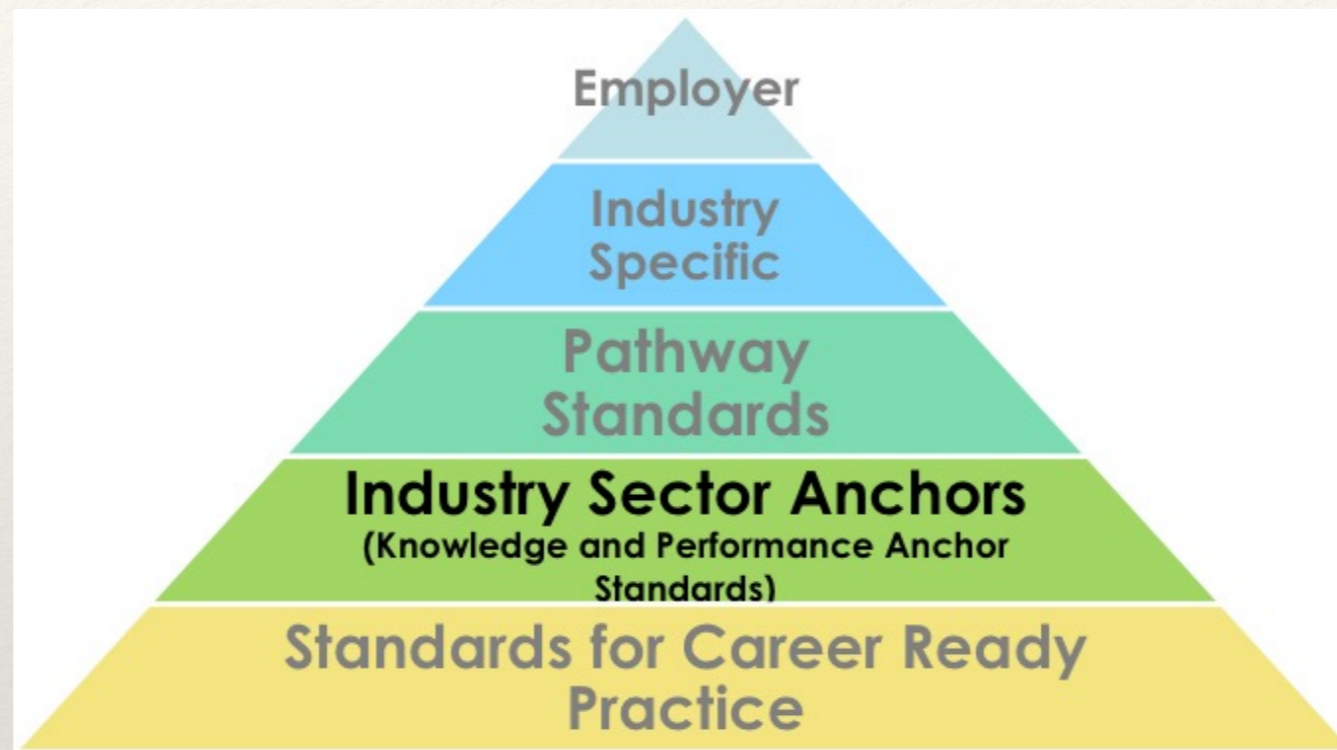 Employer
Industry
Specific
Pathway
Standards
Industry Sector Anchors
(Knowledge and Performance Anchor
Standards)
Standards for Career Ready
Practice